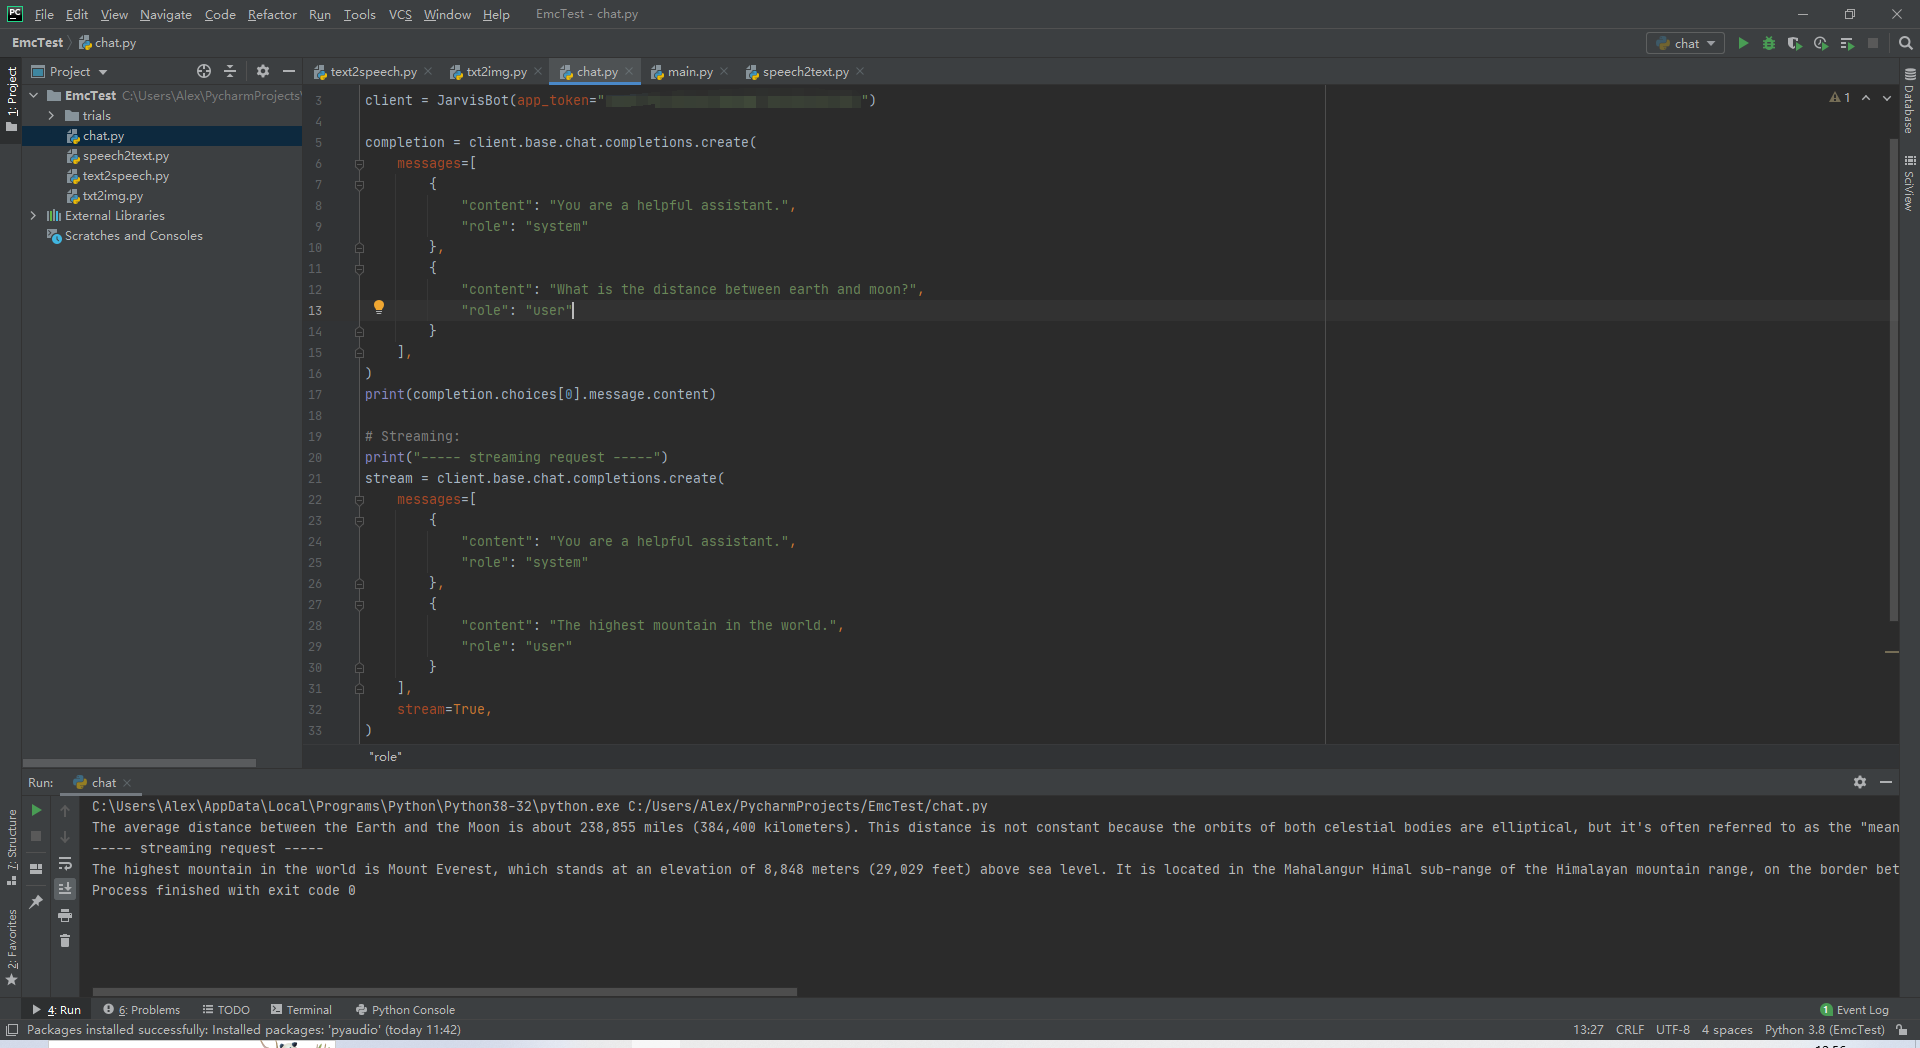 PC File Edit View Navigate Code Refactor Run Tools VCS Window Help EmcTest - chat.py
EmcTest chat.py chat
Project text2speech.py txt2img.py chat.py main.py speech2text.py
1: Project
EmcTest C:\Users\Alex\PycharmProjects\
trials
chat.py
speech2text.py
text2speech.py
txt2img.py
External Libraries
Scratches and Consoles
1
3 client = JarvisBot(app_token="")
4
5 completion = client.base.chat.completions.create(
6 messages=[
7 {
8 "content": "You are a helpful assistant.",
9 "role": "system"
10 },
11 {
12 "content": "What is the distance between earth and moon?",
13 "role": "user"
14 }
15 ],
16 )
17 print(completion.choices[0].message.content)
18
19 # Streaming:
20 print("----- streaming request -----")
21 stream = client.base.chat.completions.create(
22 messages=[
23 {
24 "content": "You are a helpful assistant.",
25 "role": "system"
26 },
27 {
28 "content": "The highest mountain in the world.",
29 "role": "user"
30 }
31 ],
32 stream=True,
33 )
"role"
Database
SciView
Run: chat
C:\Users\Alex\AppData\Local\Programs\Python\Python38-32\python.exe C:/Users/Alex/PycharmProjects/EmcTest/chat.py
The average distance between the Earth and the Moon is about 238,855 miles (384,400 kilometers). This distance is not constant because the orbits of both celestial bodies are elliptical, but it's often referred to as the "mean
----- streaming request -----
The highest mountain in the world is Mount Everest, which stands at an elevation of 8,848 meters (29,029 feet) above sea level. It is located in the Mahalangur Himal sub-range of the Himalayan mountain range, on the border bet
Process finished with exit code 0
7: Structure
2: Favorites
4: Run 6: Problems TODO Terminal Python Console 1 Event Log
Packages installed successfully: Installed packages: 'pyaudio' (today 11:42) 13:27 CRLF UTF-8 4 spaces Python 3.8 (EmcTest)